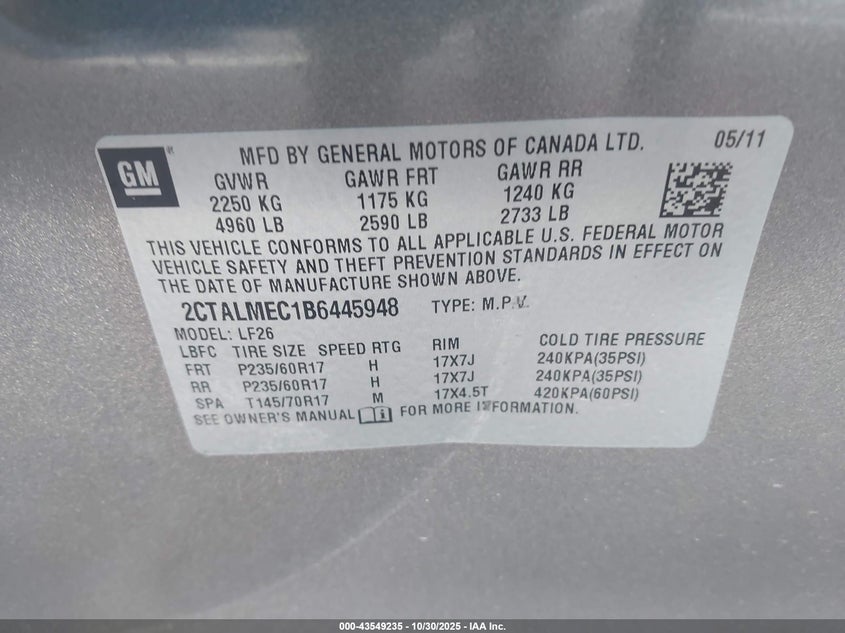 GM ® MFD BY GENERAL MOTORS OF CANADA LTD. 05/11
GVWR GAWR FRT GAWR RR
2250 KG 1175 KG 1240 KG
4960 LB 2590 LB 2733 LB
THIS VEHICLE CONFORMS TO ALL APPLICABLE U.S. FEDERAL MOTOR
VEHICLE SAFETY AND THEFT PREVENTION STANDARDS IN EFFECT ON
THE DATE OF MANUFACTURE SHOWN ABOVE.
2CTALMEC1B6445948 TYPE: M.P.V.
MODEL: LF26
LBFC TIRE SIZE SPEED RTG RIM COLD TIRE PRESSURE
FRT P235/60R17 H 17X7J 240KPA(35PSI)
RR P235/60R17 H 17X7J 240KPA(35PSI)
SPA T145/70R17 M 17X4.5T 420KPA(60PSI)
SEE OWNER'S MANUAL i FOR MORE INFORMATION.
000-43549235 - 10/30/2025 - IAA Inc.